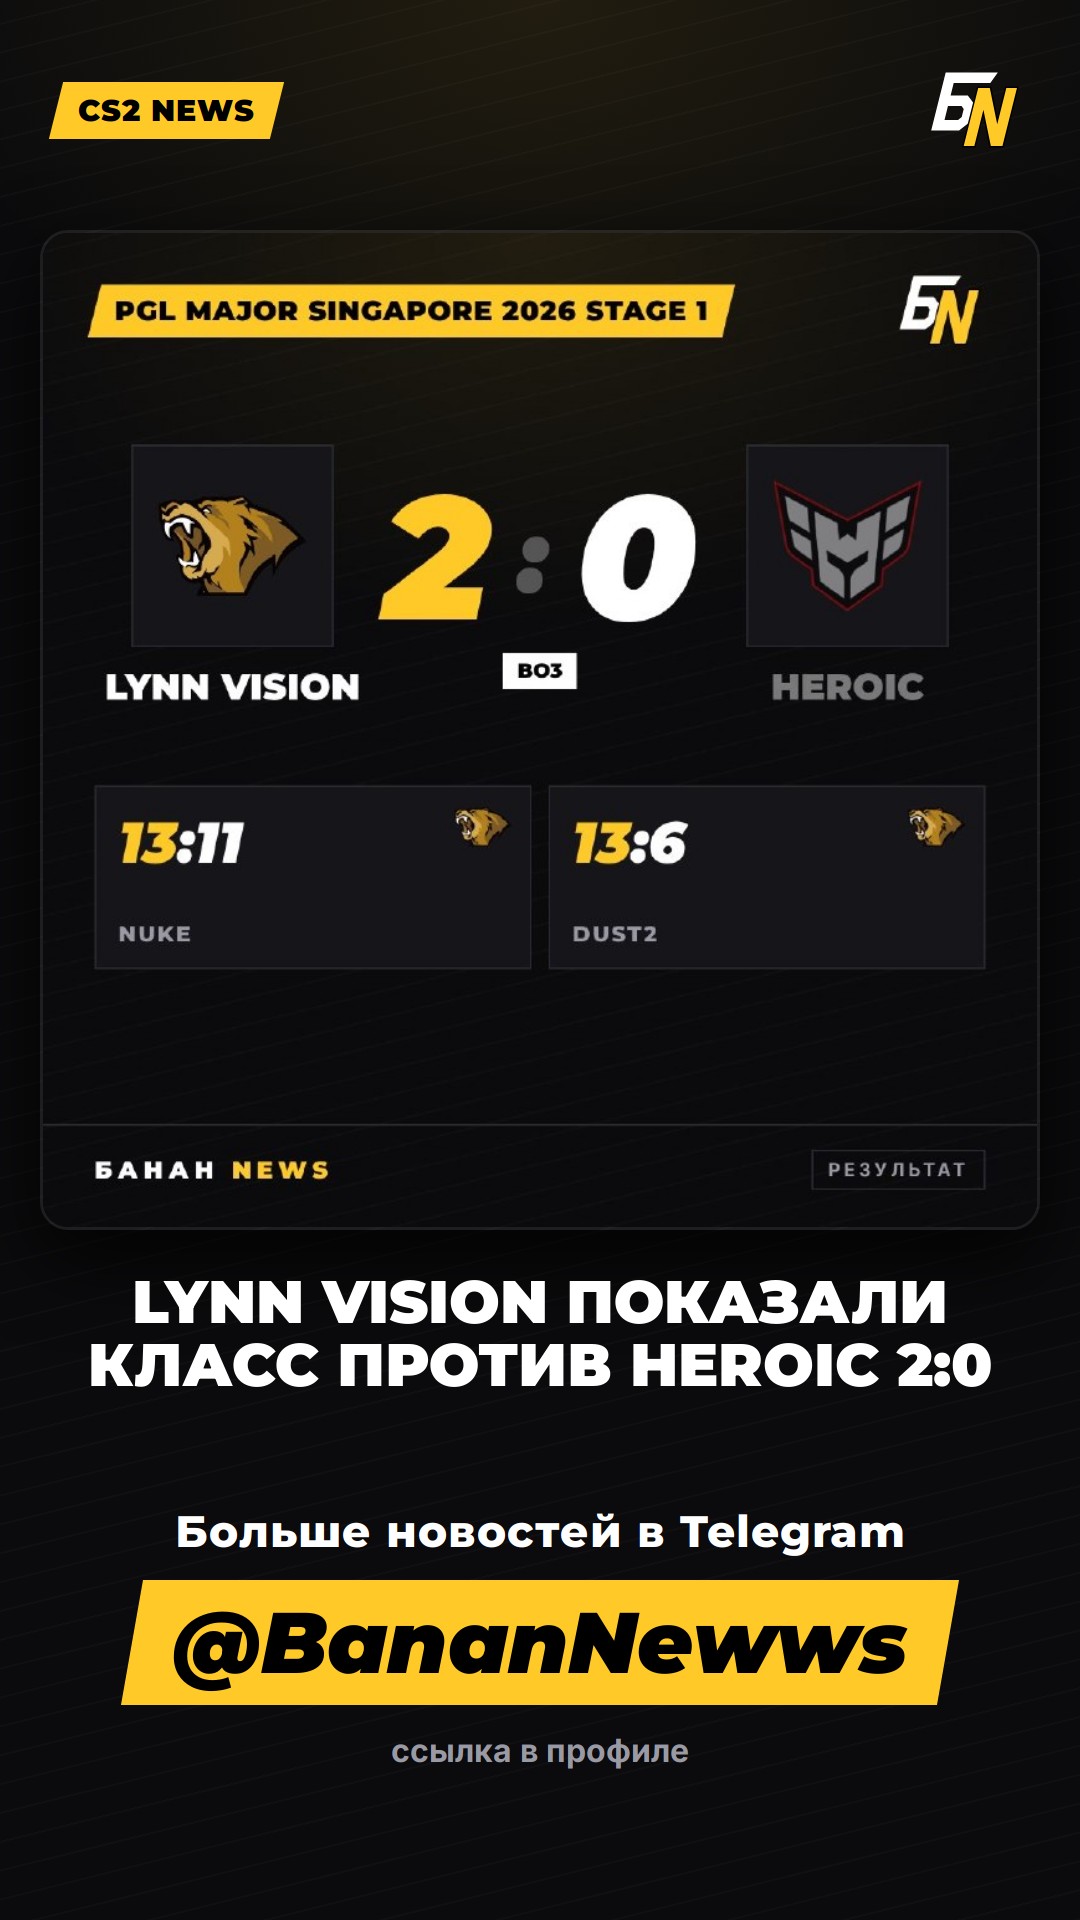 CS2 NEWS
БN
PGL MAJOR SINGAPORE 2026 STAGE 1
БN
2:0
BO3
LYNN VISION
HEROIC
13:11
NUKE
13:6
DUST2
БАНАН NEWS
РЕЗУЛЬТАТ
LYNN VISION ПОКАЗАЛИ
КЛАСС ПРОТИВ HEROIC 2:0
Больше новостей в Telegram
@BananNewws
ссылка в профиле